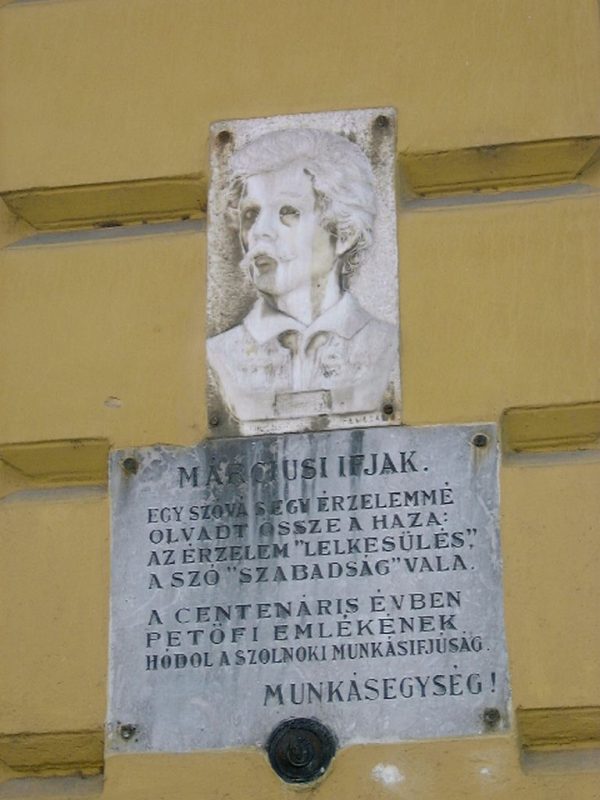 MÁRCIUSI IFJAK.
EGY SZÓVÁ S EGY ÉRZELEMMÉ
OLVADT ÖSSZE A HAZA:
AZ ÉRZELEM "LELKESÜLÉS",
A SZÓ "SZABADSÁG" VALA.
A CENTENÁRIS ÉVBEN
PETŐFI EMLÉKÉNEK
HÓDOL A SZOLNOKI MUNKÁSIFJÚSÁG.
MUNKÁSEGYSÉG!